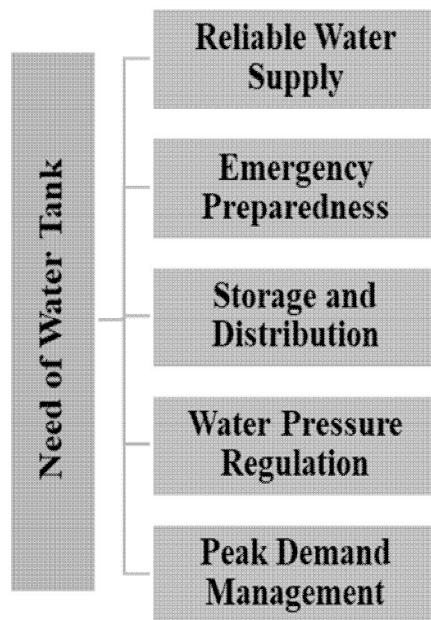 Need of Water Tank
Reliable Water
Supply
Emergency
Preparedness
Storage and
Distribution
Water Pressure
Regulation
Peak Demand
Management